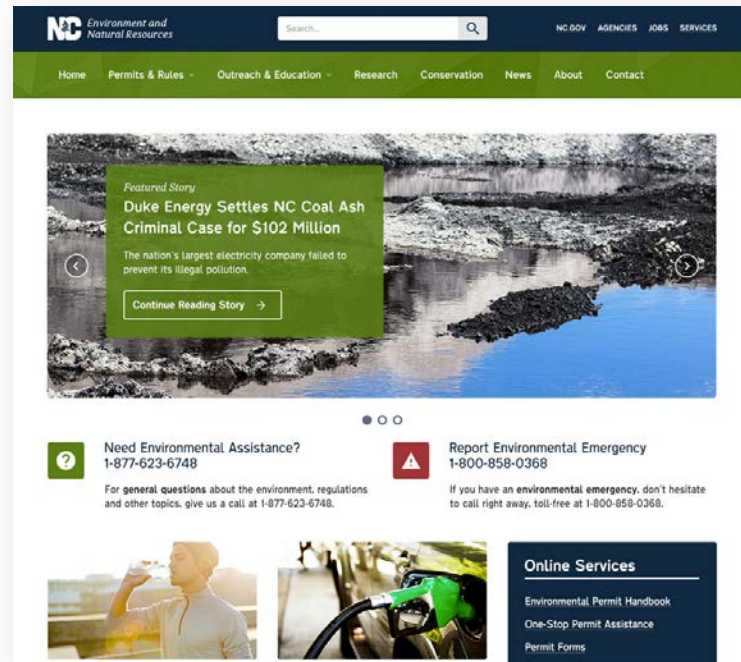 NC
Environment and
Natural Resources
Search...
NC.GOV AGENCIES JOBS SERVICES
Home Permits & Rules Outreach & Education Research Conservation News About Contact
Featured Story
Duke Energy Settles NC Coal Ash
Criminal Case for $102 Million
The nation's largest electricity company failed to
prevent its illegal pollution.
Continue Reading Story →
Need Environmental Assistance?
1-877-623-6748
For general questions about the environment, regulations
and other topics, give us a call at 1-877-623-6748.
Report Environmental Emergency
1-800-858-0368
If you have an environmental emergency, don't hesitate
to call right away, toll-free at 1-800-858-0368.
Online Services
Environmental Permit Handbook
One-Stop Permit Assistance
Permit Forms